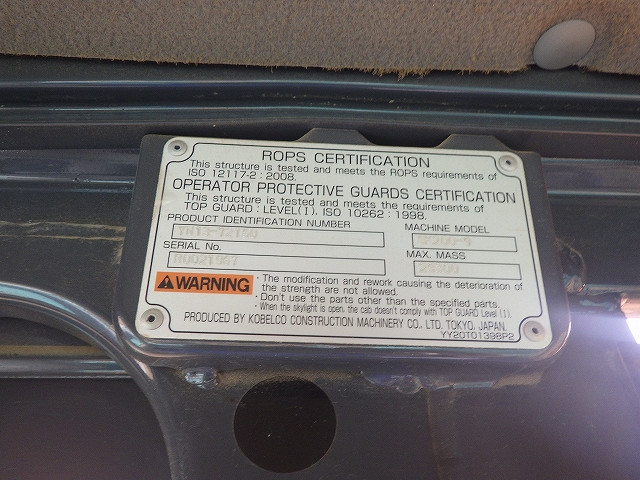 ROPS CERTIFICATION
This structure is tested and meets the ROPS requirements of
ISO 12117-2 : 2008.
OPERATOR PROTECTIVE GUARDS CERTIFICATION
This structure is tested and meets the requirements of
TOP GUARD : LEVEL(I). ISO 10262 : 1998.
PRODUCT IDENTIFICATION NUMBER
MACHINE MODEL
SERIAL No.
MAX. MASS
WARNING
· The modification and rework causing the deterioration of
the strength are not allowed.
· Don't use the parts other than the specified parts.
· When the skylight is open, the cab doesn't comply with TOP GUARD Level (I).
PRODUCED BY KOBELCO CONSTRUCTION MACHINERY CO., LTD. TOKYO, JAPAN.
YY20T01398P2